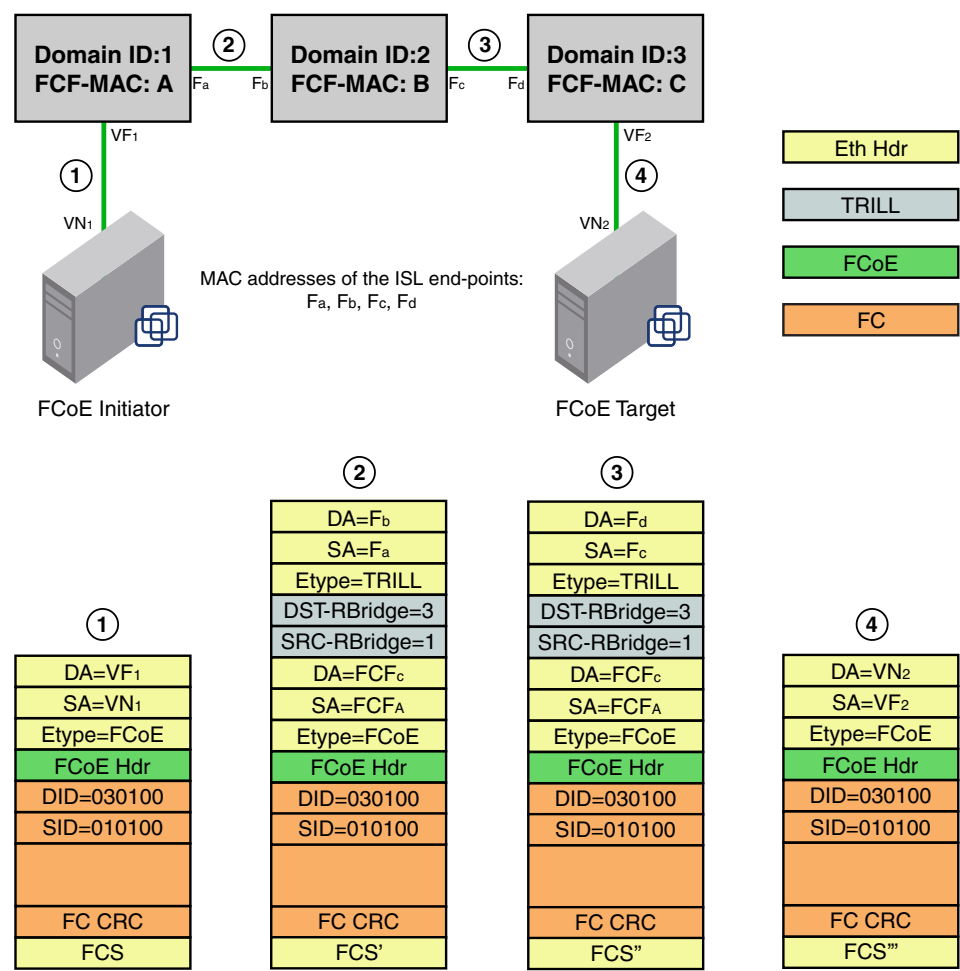 Domain ID:1
FCF-MAC: A
2
Fa
Fb
Domain ID:2
FCF-MAC: B
3
Fc
Fd
Domain ID:3
FCF-MAC: C
VF1
1
VN1
VF2
4
VN2
MAC addresses of the ISL end-points:
Fa, Fb, Fc, Fd
FCoE Initiator
FCoE Target
Eth Hdr
TRILL
FCoE
FC
1
DA=VF1
SA=VN1
Etype=FCoE
FCoE Hdr
DID=030100
SID=010100
FC CRC
FCS
2
DA=Fb
SA=Fa
Etype=TRILL
DST-RBridge=3
SRC-RBridge=1
DA=FCFc
SA=FCFA
Etype=FCoE
FCoE Hdr
DID=030100
SID=010100
FC CRC
FCS'
3
DA=Fd
SA=Fc
Etype=TRILL
DST-RBridge=3
SRC-RBridge=1
DA=FCFc
SA=FCFA
Etype=FCoE
FCoE Hdr
DID=030100
SID=010100
FC CRC
FCS”
4
DA=VN2
SA=VF2
Etype=FCoE
FCoE Hdr
DID=030100
SID=010100
FC CRC
FCS”’